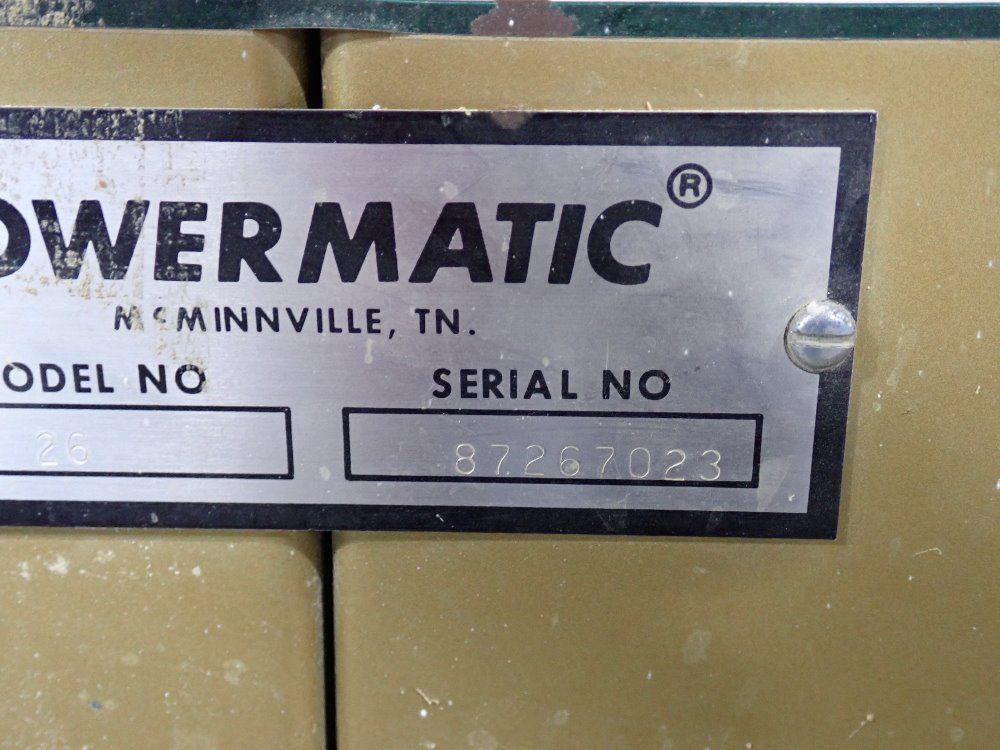 OWERMATIC®
McMINNVILLE, TN.
ODEL NO SERIAL NO
26 87267023